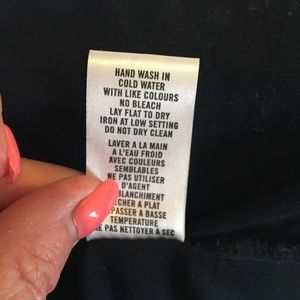 HAND WASH IN
COLD WATER
WITH LIKE COLOURS
NO BLEACH
LAY FLAT TO DRY
IRON AT LOW SETTING
DO NOT DRY CLEAN
LAVER A LA MAIN
A L'EAU FROID
AVEC COULEURS
SEMBLABLES
NE PAS UTILISER
D'AGENT
BLANCHIMENT
A PLAT
A BASSE
TEMPERATURE
NE PAS NETTOYER A SEC